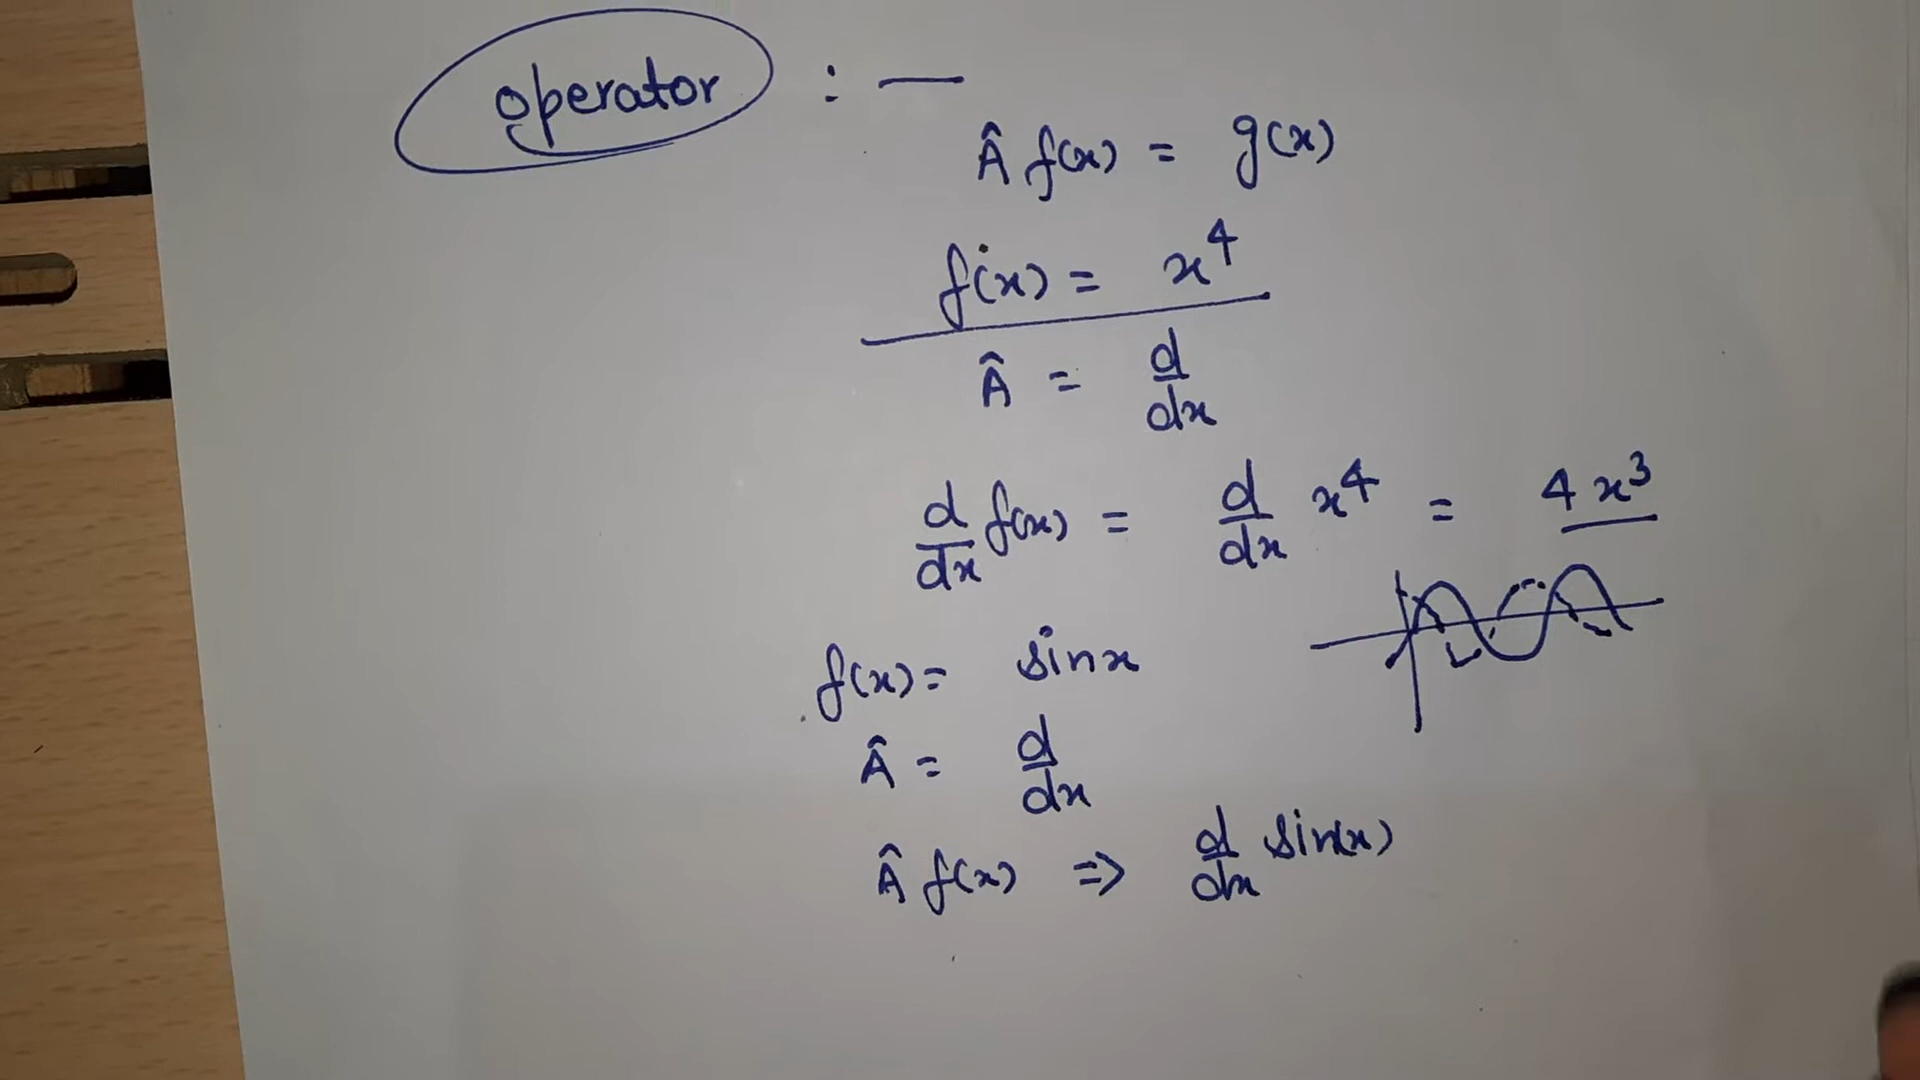 operator : —
Â f(x) = g(x)
f(x) = x⁴
Â = d/dx
d/dx f(x) = d/dx x⁴ = 4x³
f(x) = sinx
Â = d/dx
Â f(x) ⇒ d/dx sin(x)